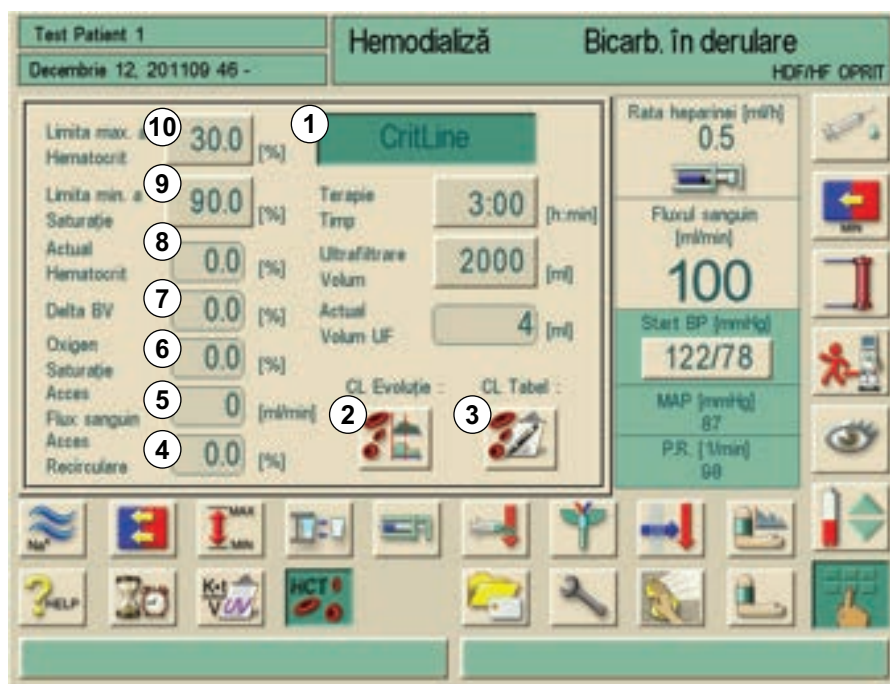 Test Patient 1
Decembrie 12, 201109 46 -
Hemodializă Bicarb. în derulare
HDF/HF OPRIT
Limita max. a
Hematocrit
10
30.0
[%]
1
CritLine
Limita min. a
Saturație
9
90.0
[%]
Terapie
Timp
3:00
[h:min]
Actual
Hematocrit
8
0.0
[%]
Ultrafiltrare
Volum
2000
[ml]
Delta BV
7
0.0
[%]
Actual
Volum UF
4
[ml]
Oxigen
Saturație
6
0.0
[%]
Acces
Flux sanguin
5
0
[ml/min]
Acces
Recirculare
4
0.0
[%]
CL Evoluție :
2
CL Tabel :
3
Rata heparinei [ml/h]
0.5
Fluxul sanguin
[ml/min]
100
Start BP [mmHg]
122/78
MAP [mmHg]
87
P.R. [1/min]
98
MIN
Na+
MAX
MIN
?HELP
K•t
V
UV
HCT